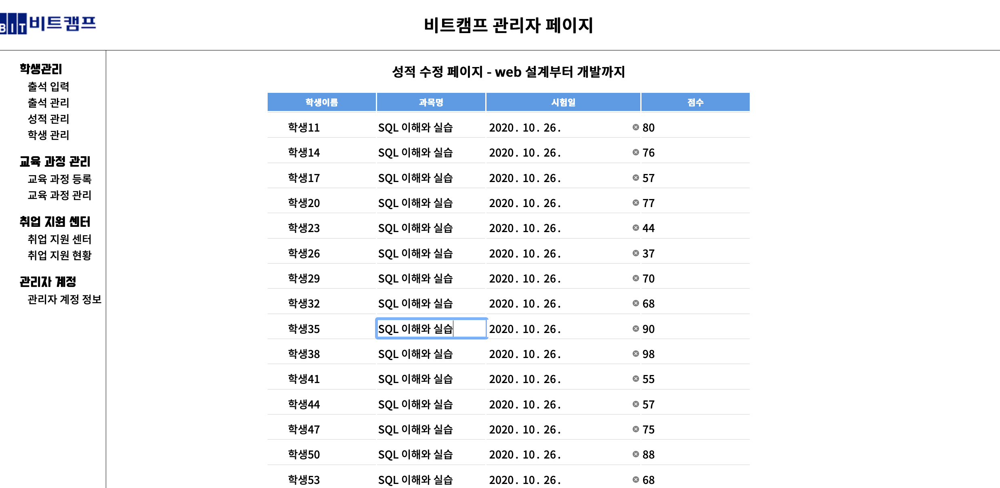 BIT 비트캠프
비트캠프 관리자 페이지
학생관리
출석 입력
출석 관리
성적 관리
학생 관리
교육 과정 관리
교육 과정 등록
교육 과정 관리
취업 지원 센터
취업 지원 센터
취업 지원 현황
관리자 계정
관리자 계정 정보
성적 수정 페이지 - web 설계부터 개발까지
학생이름 과목명 시험일 점수
학생11 SQL 이해와 실습 2020. 10. 26. 80
학생14 SQL 이해와 실습 2020. 10. 26. 76
학생17 SQL 이해와 실습 2020. 10. 26. 57
학생20 SQL 이해와 실습 2020. 10. 26. 77
학생23 SQL 이해와 실습 2020. 10. 26. 44
학생26 SQL 이해와 실습 2020. 10. 26. 37
학생29 SQL 이해와 실습 2020. 10. 26. 70
학생32 SQL 이해와 실습 2020. 10. 26. 68
학생35 SQL 이해와 실습 2020. 10. 26. 90
학생38 SQL 이해와 실습 2020. 10. 26. 98
학생41 SQL 이해와 실습 2020. 10. 26. 55
학생44 SQL 이해와 실습 2020. 10. 26. 57
학생47 SQL 이해와 실습 2020. 10. 26. 75
학생50 SQL 이해와 실습 2020. 10. 26. 88
학생53 SQL 이해와 실습 2020. 10. 26. 68